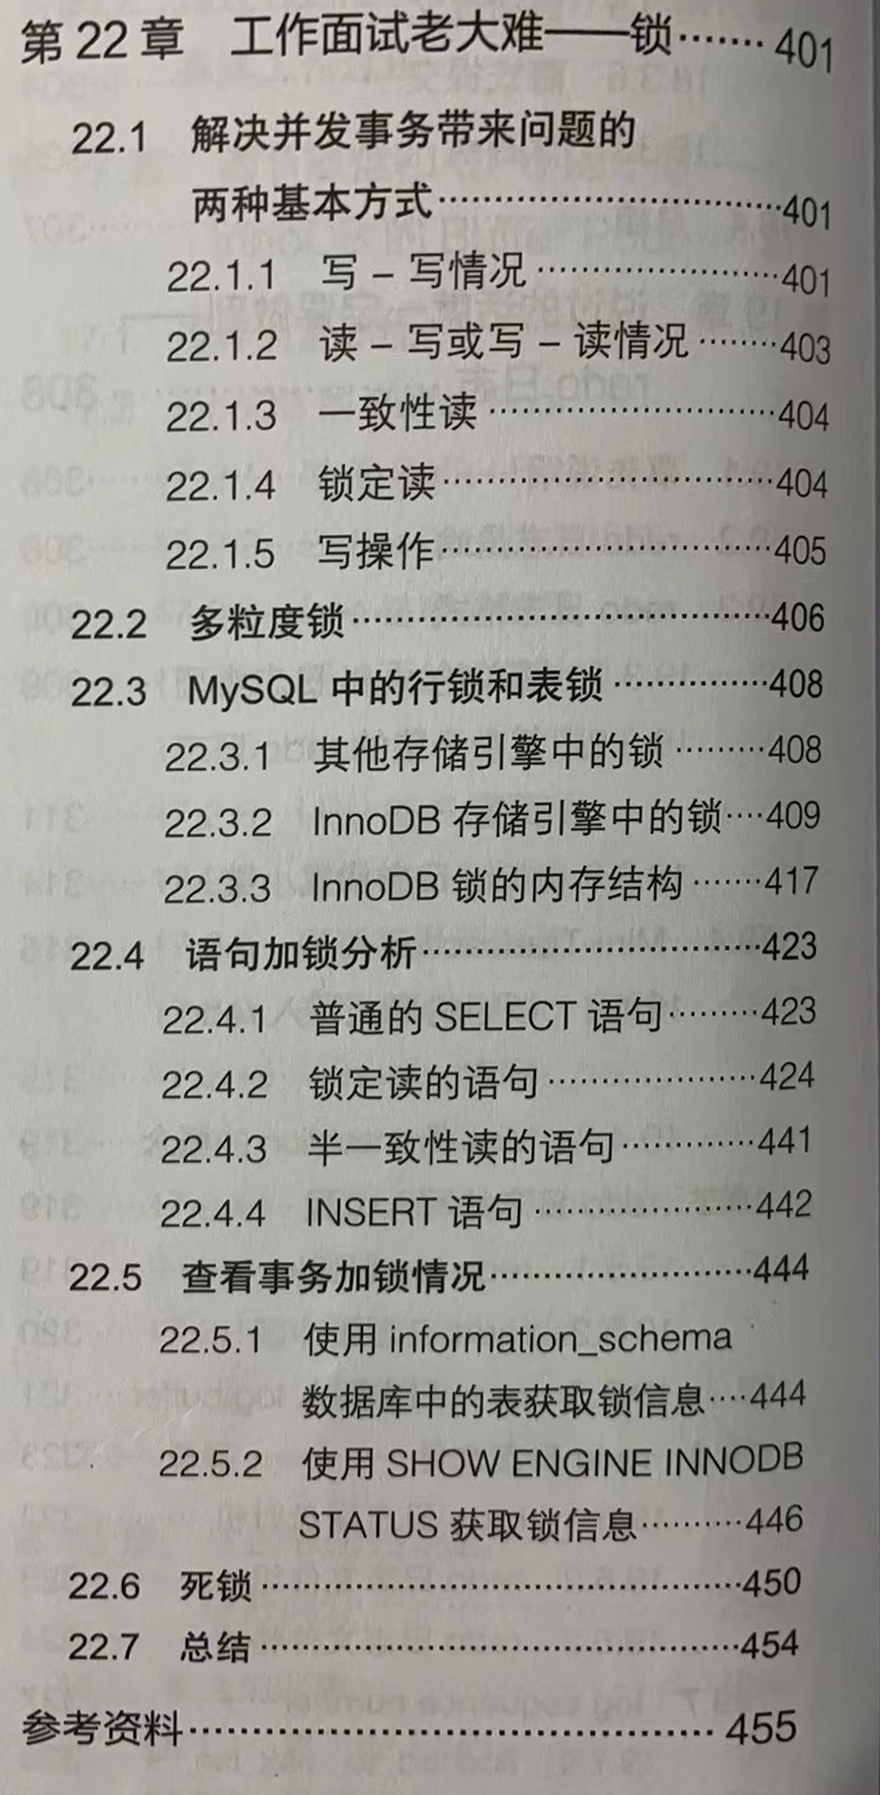 第 22 章 工作面试老大难——锁……. 401
22.1 解决并发事务带来问题的
两种基本方式……………………………401
22.1.1 写 – 写情况……………………401
22.1.2 读 – 写或写 – 读情况………403
22.1.3 一致性读…………………………404
22.1.4 锁定读……………………………404
22.1.5 写操作……………………………405
22.2 多粒度锁……………………………………406
22.3 MySQL 中的行锁和表锁……………408
22.3.1 其他存储引擎中的锁………408
22.3.2 InnoDB 存储引擎中的锁…·409
22.3.3 InnoDB 锁的内存结构…….417
22.4 语句加锁分析……………………………423
22.4.1 普通的 SELECT 语句………423
22.4.2 锁定读的语句…………………424
22.4.3 半一致性读的语句…………441
22.4.4 INSERT 语句…………………442
22.5 查看事务加锁情况……………………444
22.5.1 使用 information_schema
数据库中的表获取锁信息…·444
22.5.2 使用 SHOW ENGINE INNODB
STATUS 获取锁信息………446
22.6 死锁…………………………………………450
22.7 总结…………………………………………454
参考资料……………………………………… 455